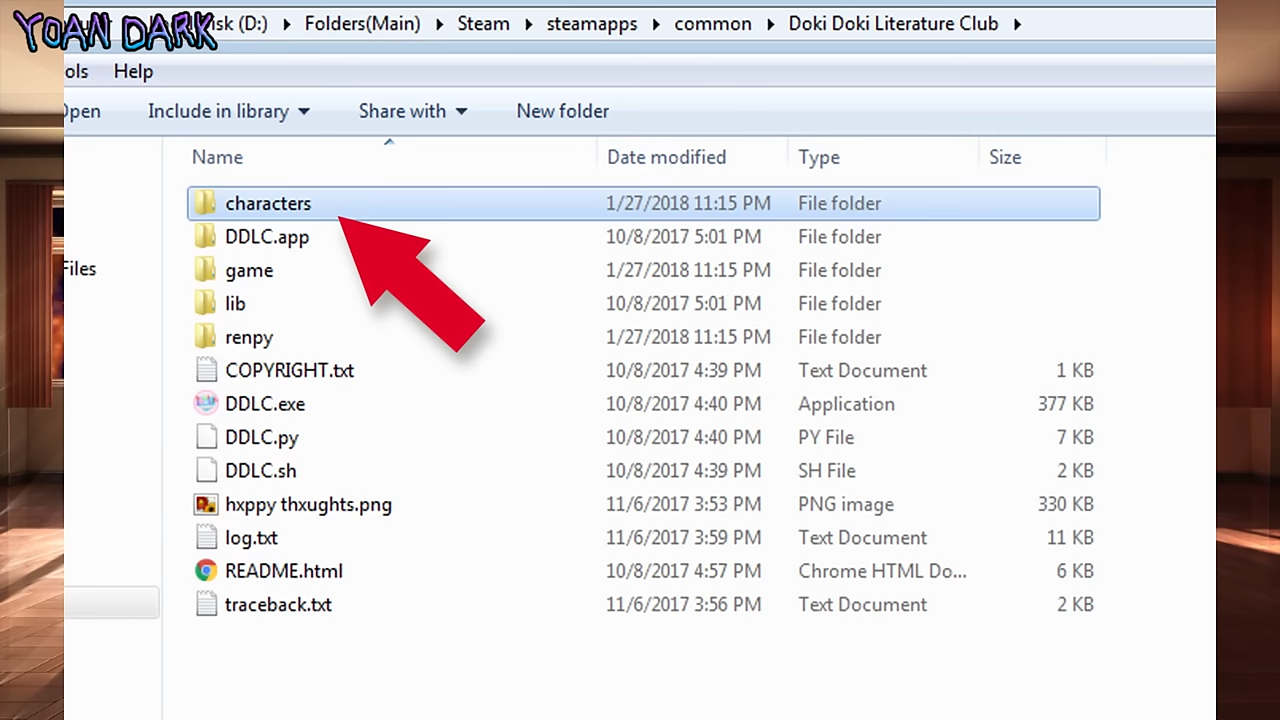 YOAN DARK
sk (D:) Folders(Main) Steam steamapps common Doki Doki Literature Club
ols Help
Open Include in library Share with New folder
Name Date modified Type Size
characters 1/27/2018 11:15 PM File folder
DDLC.app 10/8/2017 5:01 PM File folder
Files
game 1/27/2018 11:15 PM File folder
lib 10/8/2017 5:01 PM File folder
renpy 1/27/2018 11:15 PM File folder
COPYRIGHT.txt 10/8/2017 4:39 PM Text Document 1 KB
DDLC.exe 10/8/2017 4:40 PM Application 377 KB
DDLC.py 10/8/2017 4:40 PM PY File 7 KB
DDLC.sh 10/8/2017 4:39 PM SH File 2 KB
hxppy thxughts.png 11/6/2017 3:53 PM PNG image 330 KB
log.txt 11/6/2017 3:59 PM Text Document 11 KB
README.html 10/8/2017 4:57 PM Chrome HTML Do... 6 KB
traceback.txt 11/6/2017 3:56 PM Text Document 2 KB